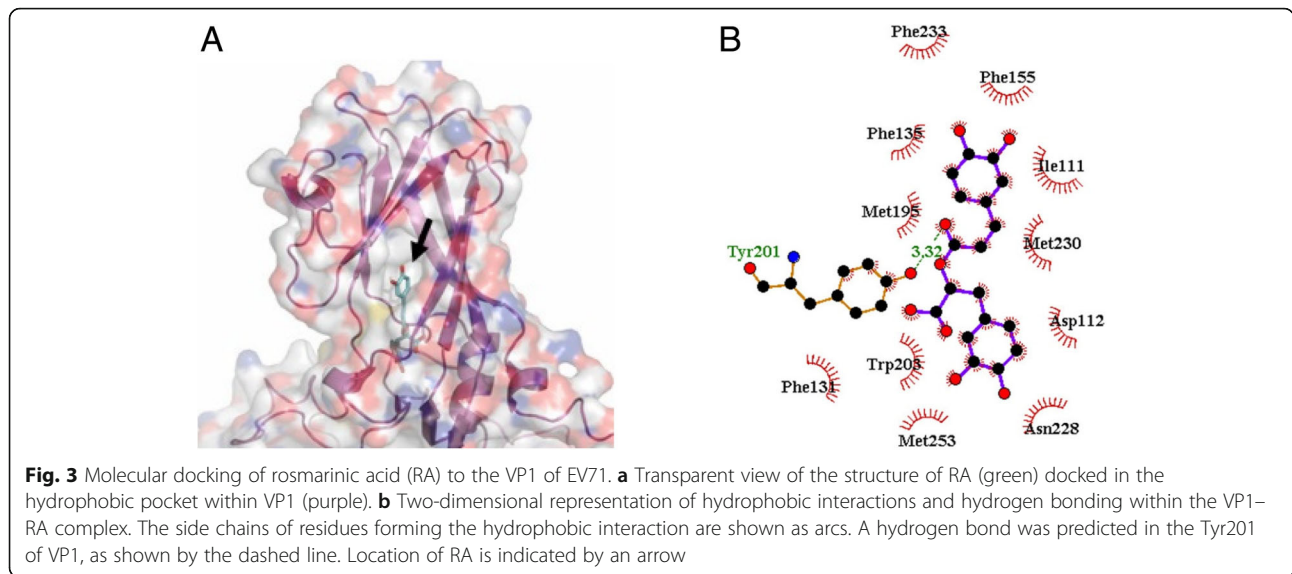 A
B
Phe233
Phe155
Phe135
Ile111
Met195
Met230
Tyr201
3,32
Asp112
Trp203
Phe131
Asn228
Met253
Fig. 3 Molecular docking of rosmarinic acid (RA) to the VP1 of EV71. a Transparent view of the structure of RA (green) docked in the
hydrophobic pocket within VP1 (purple). b Two-dimensional representation of hydrophobic interactions and hydrogen bonding within the VP1–
RA complex. The side chains of residues forming the hydrophobic interaction are shown as arcs. A hydrogen bond was predicted in the Tyr201
of VP1, as shown by the dashed line. Location of RA is indicated by an arrow